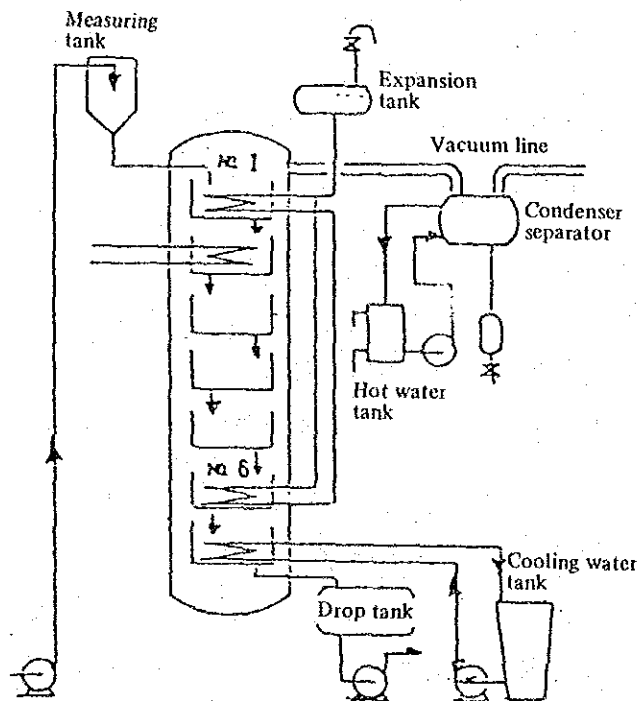 Measuring
tank
Expansion
tank
Vacuum line
№ 1
Condenser
separator
Hot water
tank
№ 6
Cooling water
tank
Drop tank